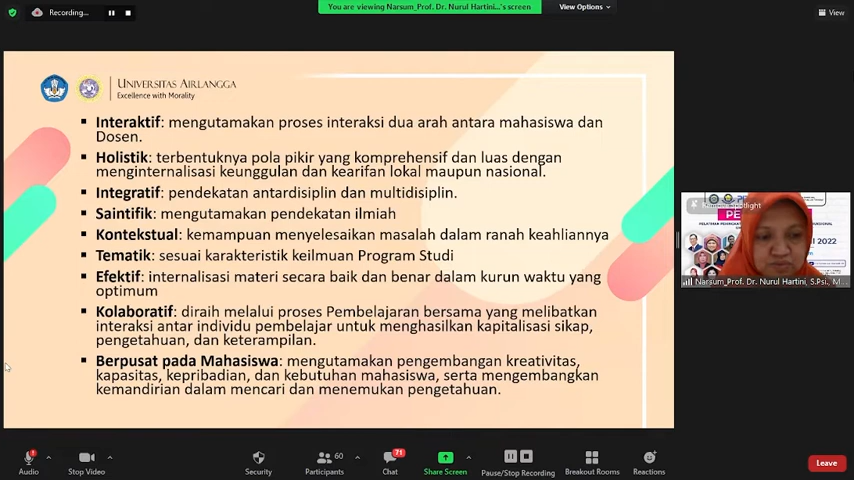 Recording...
You are viewing Narsum_Prof. Dr. Nurul Hartini...'s screen
View Options
View
UNIVERSITAS AIRLANGGA
Excellence with Morality
Interaktif: mengutamakan proses interaksi dua arah antara mahasiswa dan
Dosen.
Holistik: terbentuknya pola pikir yang komprehensif dan luas dengan
menginternalisasi keunggulan dan kearifan lokal maupun nasional.
Integratif: pendekatan antardisiplin dan multidisiplin.
Saintifik: mengutamakan pendekatan ilmiah
Kontekstual: kemampuan menyelesaikan masalah dalam ranah keahliannya
Tematik: sesuai karakteristik keilmuan Program Studi
Efektif: internalisasi materi secara baik dan benar dalam kurun waktu yang
optimum
Kolaboratif: diraih melalui proses Pembelajaran bersama yang melibatkan
interaksi antar individu pembelajar untuk menghasilkan kapitalisasi sikap,
pengetahuan, dan keterampilan.
Berpusat pada Mahasiswa: mengutamakan pengembangan kreativitas,
kapasitas, kepribadian, dan kebutuhan mahasiswa, serta mengembangkan
kemandirian dalam mencari dan menemukan pengetahuan.
2022
Narsum_Prof. Dr. Nurul Hartini, S.Psi., M...
Audio
Stop Video
Security
60
Participants
71
Chat
Share Screen
Pause/Stop Recording
Breakout Rooms
Reactions
Leave